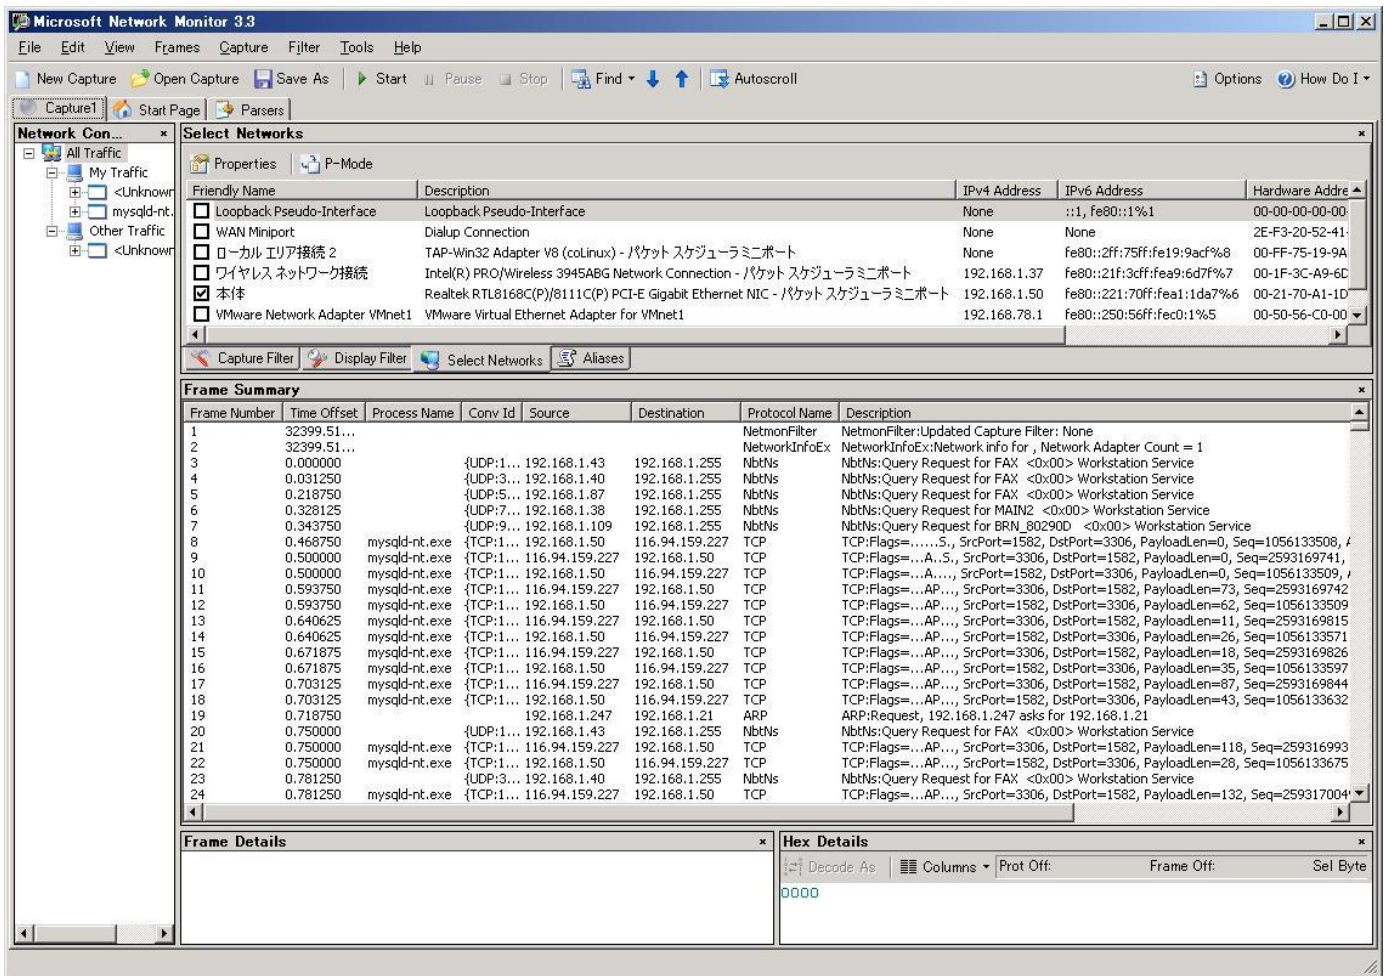 Microsoft Network Monitor 3.3
File Edit View Frames Capture Filter Tools Help
New Capture Open Capture Save As Start Pause Stop Find Autoscroll Options How Do I
Capture1 Start Page Parsers
Network Con...
All Traffic
My Traffic
<Unknown
mysqld-nt.
Other Traffic
<Unknown
Select Networks
Properties P-Mode
Friendly Name Description IPv4 Address IPv6 Address Hardware Addre
Loopback Pseudo-Interface Loopback Pseudo-Interface None ::1, fe80::1%1 00-00-00-00-00-
WAN Miniport Dialup Connection None None 2E-F3-20-52-41-
ローカル エリア接続 2 TAP-Win32 Adapter V8 (coLinux) - パケット スケジューラ ミニポート None fe80::2ff:75ff:fe19:9acf%8 00-FF-75-19-9A
ワイヤレス ネットワーク接続 Intel(R) PRO/Wireless 3945ABG Network Connection - パケット スケジューラ ミニポート 192.168.1.37 fe80::21f:3cff:fea9:6d7f%7 00-1F-3C-A9-6D
本体 Realtek RTL8168C(P)/8111C(P) PCI-E Gigabit Ethernet NIC - パケット スケジューラ ミニポート 192.168.1.50 fe80::221:70ff:fea1:1da7%6 00-21-70-A1-1D
VMware Network Adapter VMnet1 VMware Virtual Ethernet Adapter for VMnet1 192.168.78.1 fe80::250:56ff:fec0:1%5 00-50-56-C0-00
Capture Filter Display Filter Select Networks Aliases
Frame Summary
Frame Number Time Offset Process Name Conv Id Source Destination Protocol Name Description
1 32399.51... NetmonFilter NetmonFilter:Updated Capture Filter: None
2 32399.51... NetworkInfoEx NetworkInfoEx:Network info for , Network Adapter Count = 1
3 0.000000 {UDP:1... 192.168.1.43 192.168.1.255 NbtNs NbtNs:Query Request for FAX <0x00> Workstation Service
4 0.031250 {UDP:3... 192.168.1.40 192.168.1.255 NbtNs NbtNs:Query Request for FAX <0x00> Workstation Service
5 0.218750 {UDP:5... 192.168.1.87 192.168.1.255 NbtNs NbtNs:Query Request for FAX <0x00> Workstation Service
6 0.328125 {UDP:7... 192.168.1.38 192.168.1.255 NbtNs NbtNs:Query Request for MAIN2 <0x00> Workstation Service
7 0.343750 {UDP:9... 192.168.1.109 192.168.1.255 NbtNs NbtNs:Query Request for BRN_80290D <0x00> Workstation Service
8 0.468750 mysqld-nt.exe {TCP:1... 192.168.1.50 116.94.159.227 TCP TCP:Flags=......S., SrcPort=1582, DstPort=3306, PayloadLen=0, Seq=1056133508, A
9 0.500000 mysqld-nt.exe {TCP:1... 116.94.159.227 192.168.1.50 TCP TCP:Flags=...A..S., SrcPort=3306, DstPort=1582, PayloadLen=0, Seq=2593169741,
10 0.500000 mysqld-nt.exe {TCP:1... 192.168.1.50 116.94.159.227 TCP TCP:Flags=...A...., SrcPort=1582, DstPort=3306, PayloadLen=0, Seq=1056133509, A
11 0.593750 mysqld-nt.exe {TCP:1... 116.94.159.227 192.168.1.50 TCP TCP:Flags=...AP..., SrcPort=3306, DstPort=1582, PayloadLen=73, Seq=2593169742
12 0.593750 mysqld-nt.exe {TCP:1... 192.168.1.50 116.94.159.227 TCP TCP:Flags=...AP..., SrcPort=1582, DstPort=3306, PayloadLen=62, Seq=1056133509
13 0.640625 mysqld-nt.exe {TCP:1... 116.94.159.227 192.168.1.50 TCP TCP:Flags=...AP..., SrcPort=3306, DstPort=1582, PayloadLen=11, Seq=2593169815
14 0.640625 mysqld-nt.exe {TCP:1... 192.168.1.50 116.94.159.227 TCP TCP:Flags=...AP..., SrcPort=1582, DstPort=3306, PayloadLen=26, Seq=1056133571
15 0.671875 mysqld-nt.exe {TCP:1... 116.94.159.227 192.168.1.50 TCP TCP:Flags=...AP..., SrcPort=3306, DstPort=1582, PayloadLen=18, Seq=2593169826
16 0.671875 mysqld-nt.exe {TCP:1... 192.168.1.50 116.94.159.227 TCP TCP:Flags=...AP..., SrcPort=1582, DstPort=3306, PayloadLen=35, Seq=1056133597
17 0.703125 mysqld-nt.exe {TCP:1... 116.94.159.227 192.168.1.50 TCP TCP:Flags=...AP..., SrcPort=3306, DstPort=1582, PayloadLen=87, Seq=2593169844
18 0.703125 mysqld-nt.exe {TCP:1... 192.168.1.50 116.94.159.227 TCP TCP:Flags=...AP..., SrcPort=1582, DstPort=3306, PayloadLen=43, Seq=1056133632
19 0.718750 192.168.1.247 192.168.1.21 ARP ARP:Request, 192.168.1.247 asks for 192.168.1.21
20 0.750000 {UDP:1... 192.168.1.43 192.168.1.255 NbtNs NbtNs:Query Request for FAX <0x00> Workstation Service
21 0.750000 mysqld-nt.exe {TCP:1... 116.94.159.227 192.168.1.50 TCP TCP:Flags=...AP..., SrcPort=3306, DstPort=1582, PayloadLen=118, Seq=259316993
22 0.750000 mysqld-nt.exe {TCP:1... 192.168.1.50 116.94.159.227 TCP TCP:Flags=...AP..., SrcPort=1582, DstPort=3306, PayloadLen=28, Seq=1056133675
23 0.781250 {UDP:3... 192.168.1.40 192.168.1.255 NbtNs NbtNs:Query Request for FAX <0x00> Workstation Service
24 0.781250 mysqld-nt.exe {TCP:1... 116.94.159.227 192.168.1.50 TCP TCP:Flags=...AP..., SrcPort=3306, DstPort=1582, PayloadLen=132, Seq=259317004
Frame Details
Hex Details
Decode As Columns Prot Off: Frame Off: Sel Byte
0000